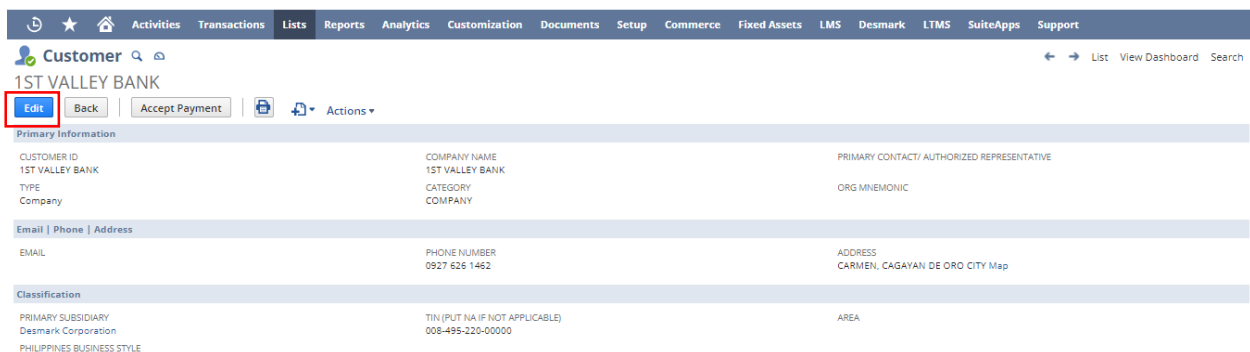 Activities Transactions Lists Reports Analytics Customization Documents Setup Commerce Fixed Assets LMS Desmark LTMS SuiteApps Support
Customer List View Dashboard Search
1ST VALLEY BANK
Edit Back Accept Payment Actions
Primary Information
CUSTOMER ID COMPANY NAME PRIMARY CONTACT/ AUTHORIZED REPRESENTATIVE
1ST VALLEY BANK 1ST VALLEY BANK
TYPE CATEGORY ORG MNEMONIC
Company COMPANY
Email | Phone | Address
EMAIL PHONE NUMBER ADDRESS
0927 626 1462 CARMEN, CAGAYAN DE ORO CITY Map
Classification
PRIMARY SUBSIDIARY TIN (PUT NA IF NOT APPLICABLE) AREA
Desmark Corporation 008-495-220-00000
PHILIPPINES BUSINESS STYLE